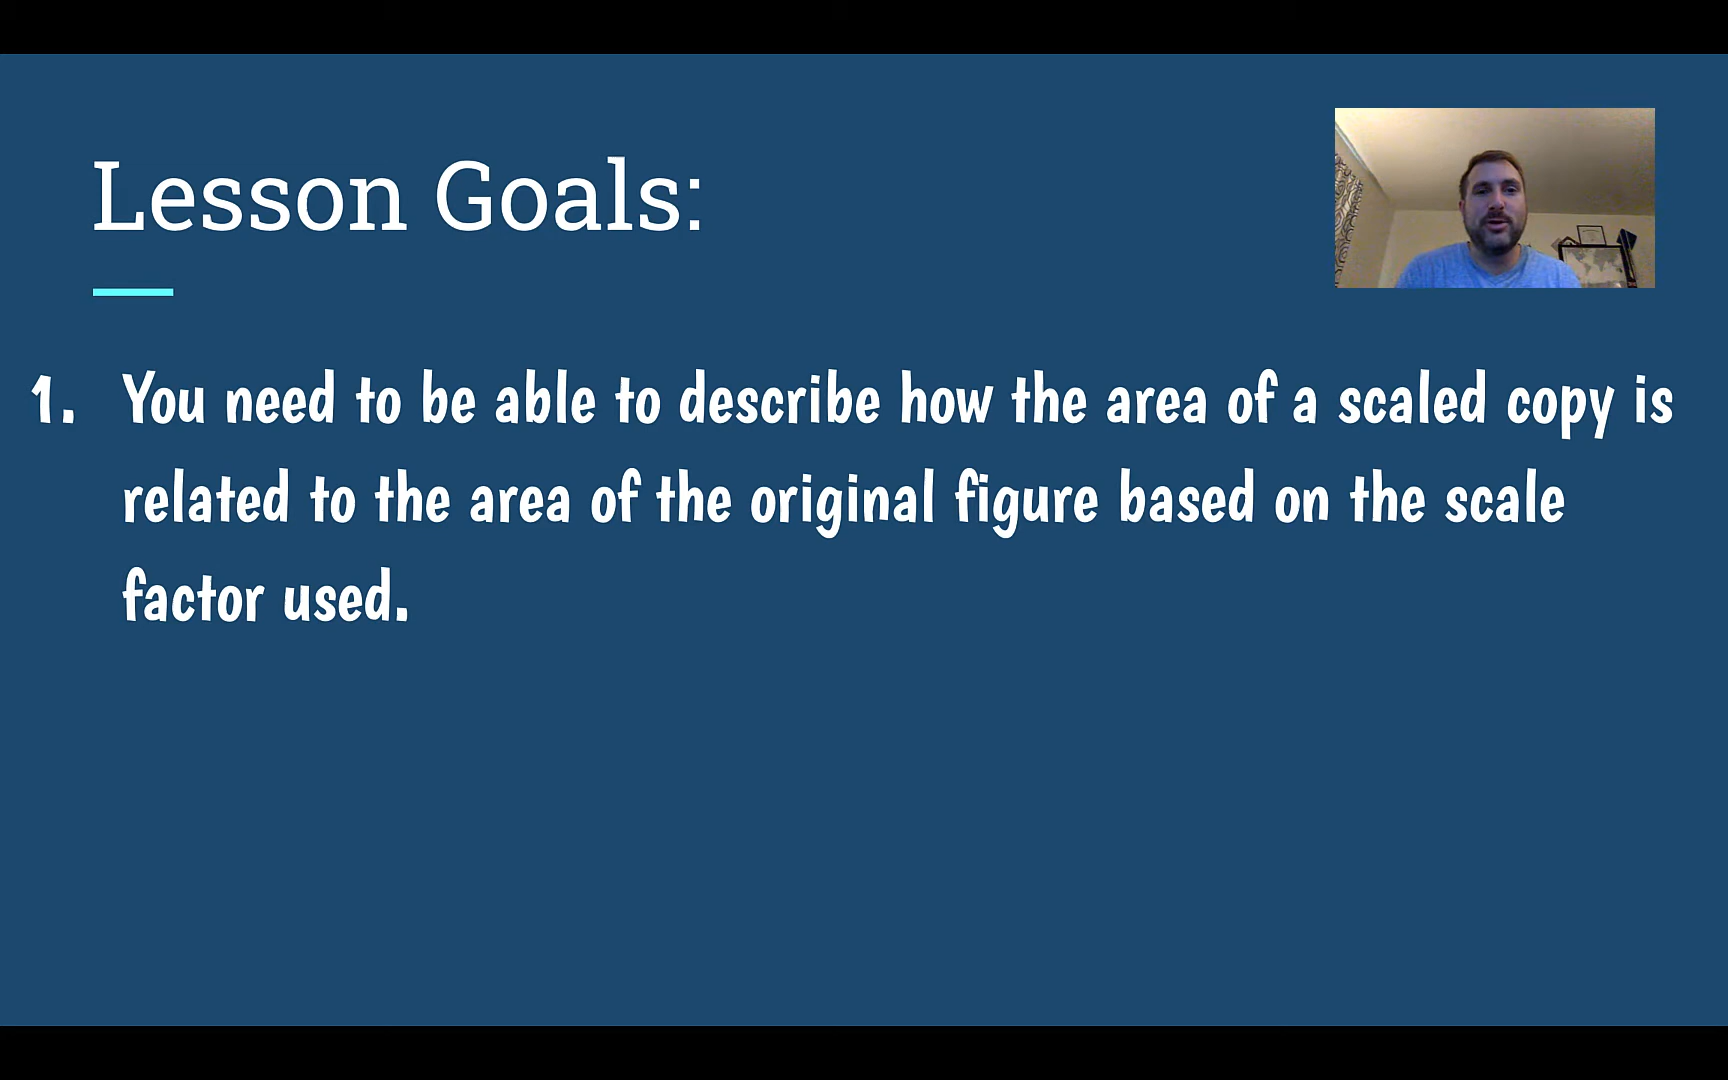 Lesson Goals:
1. You need to be able to describe how the area of a scaled copy is
related to the area of the original figure based on the scale
factor used.